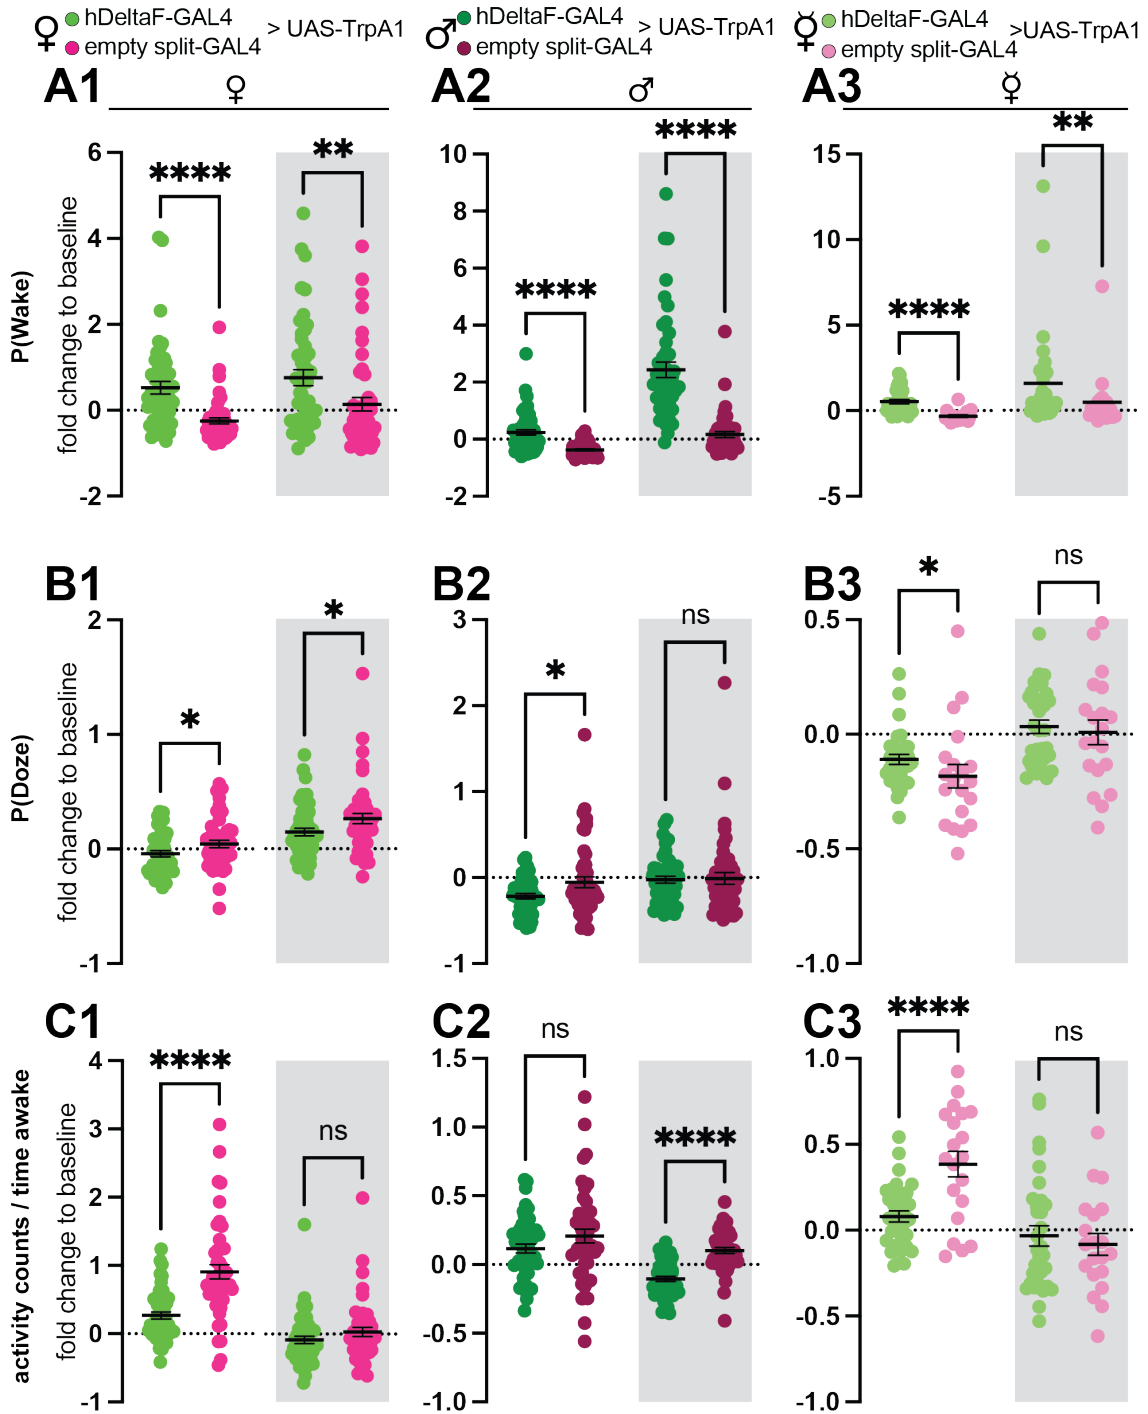 ♀ hDeltaF-GAL4 > UAS-TrpA1
empty split-GAL4
♂ hDeltaF-GAL4 > UAS-TrpA1
empty split-GAL4
☿ hDeltaF-GAL4 >UAS-TrpA1
empty split-GAL4
A1 ♀
A2 ♂
A3 ☿
P(Wake)
fold change to baseline
6
4
2
0
-2
✱✱✱✱
✱✱
10
8
6
4
2
0
-2
✱✱✱✱
✱✱✱✱
15
10
5
0
-5
✱✱✱✱
✱✱
B1
B2
B3
P(Doze)
fold change to baseline
2
1
0
-1
✱
✱
3
2
1
0
-1
✱
ns
0.5
0.0
-0.5
-1.0
✱
ns
C1
C2
C3
activity counts / time awake
fold change to baseline
4
3
2
1
0
-1
✱✱✱✱
ns
1.5
1.0
0.5
0.0
-0.5
-1.0
ns
✱✱✱✱
1.0
0.5
0.0
-0.5
-1.0
✱✱✱✱
ns